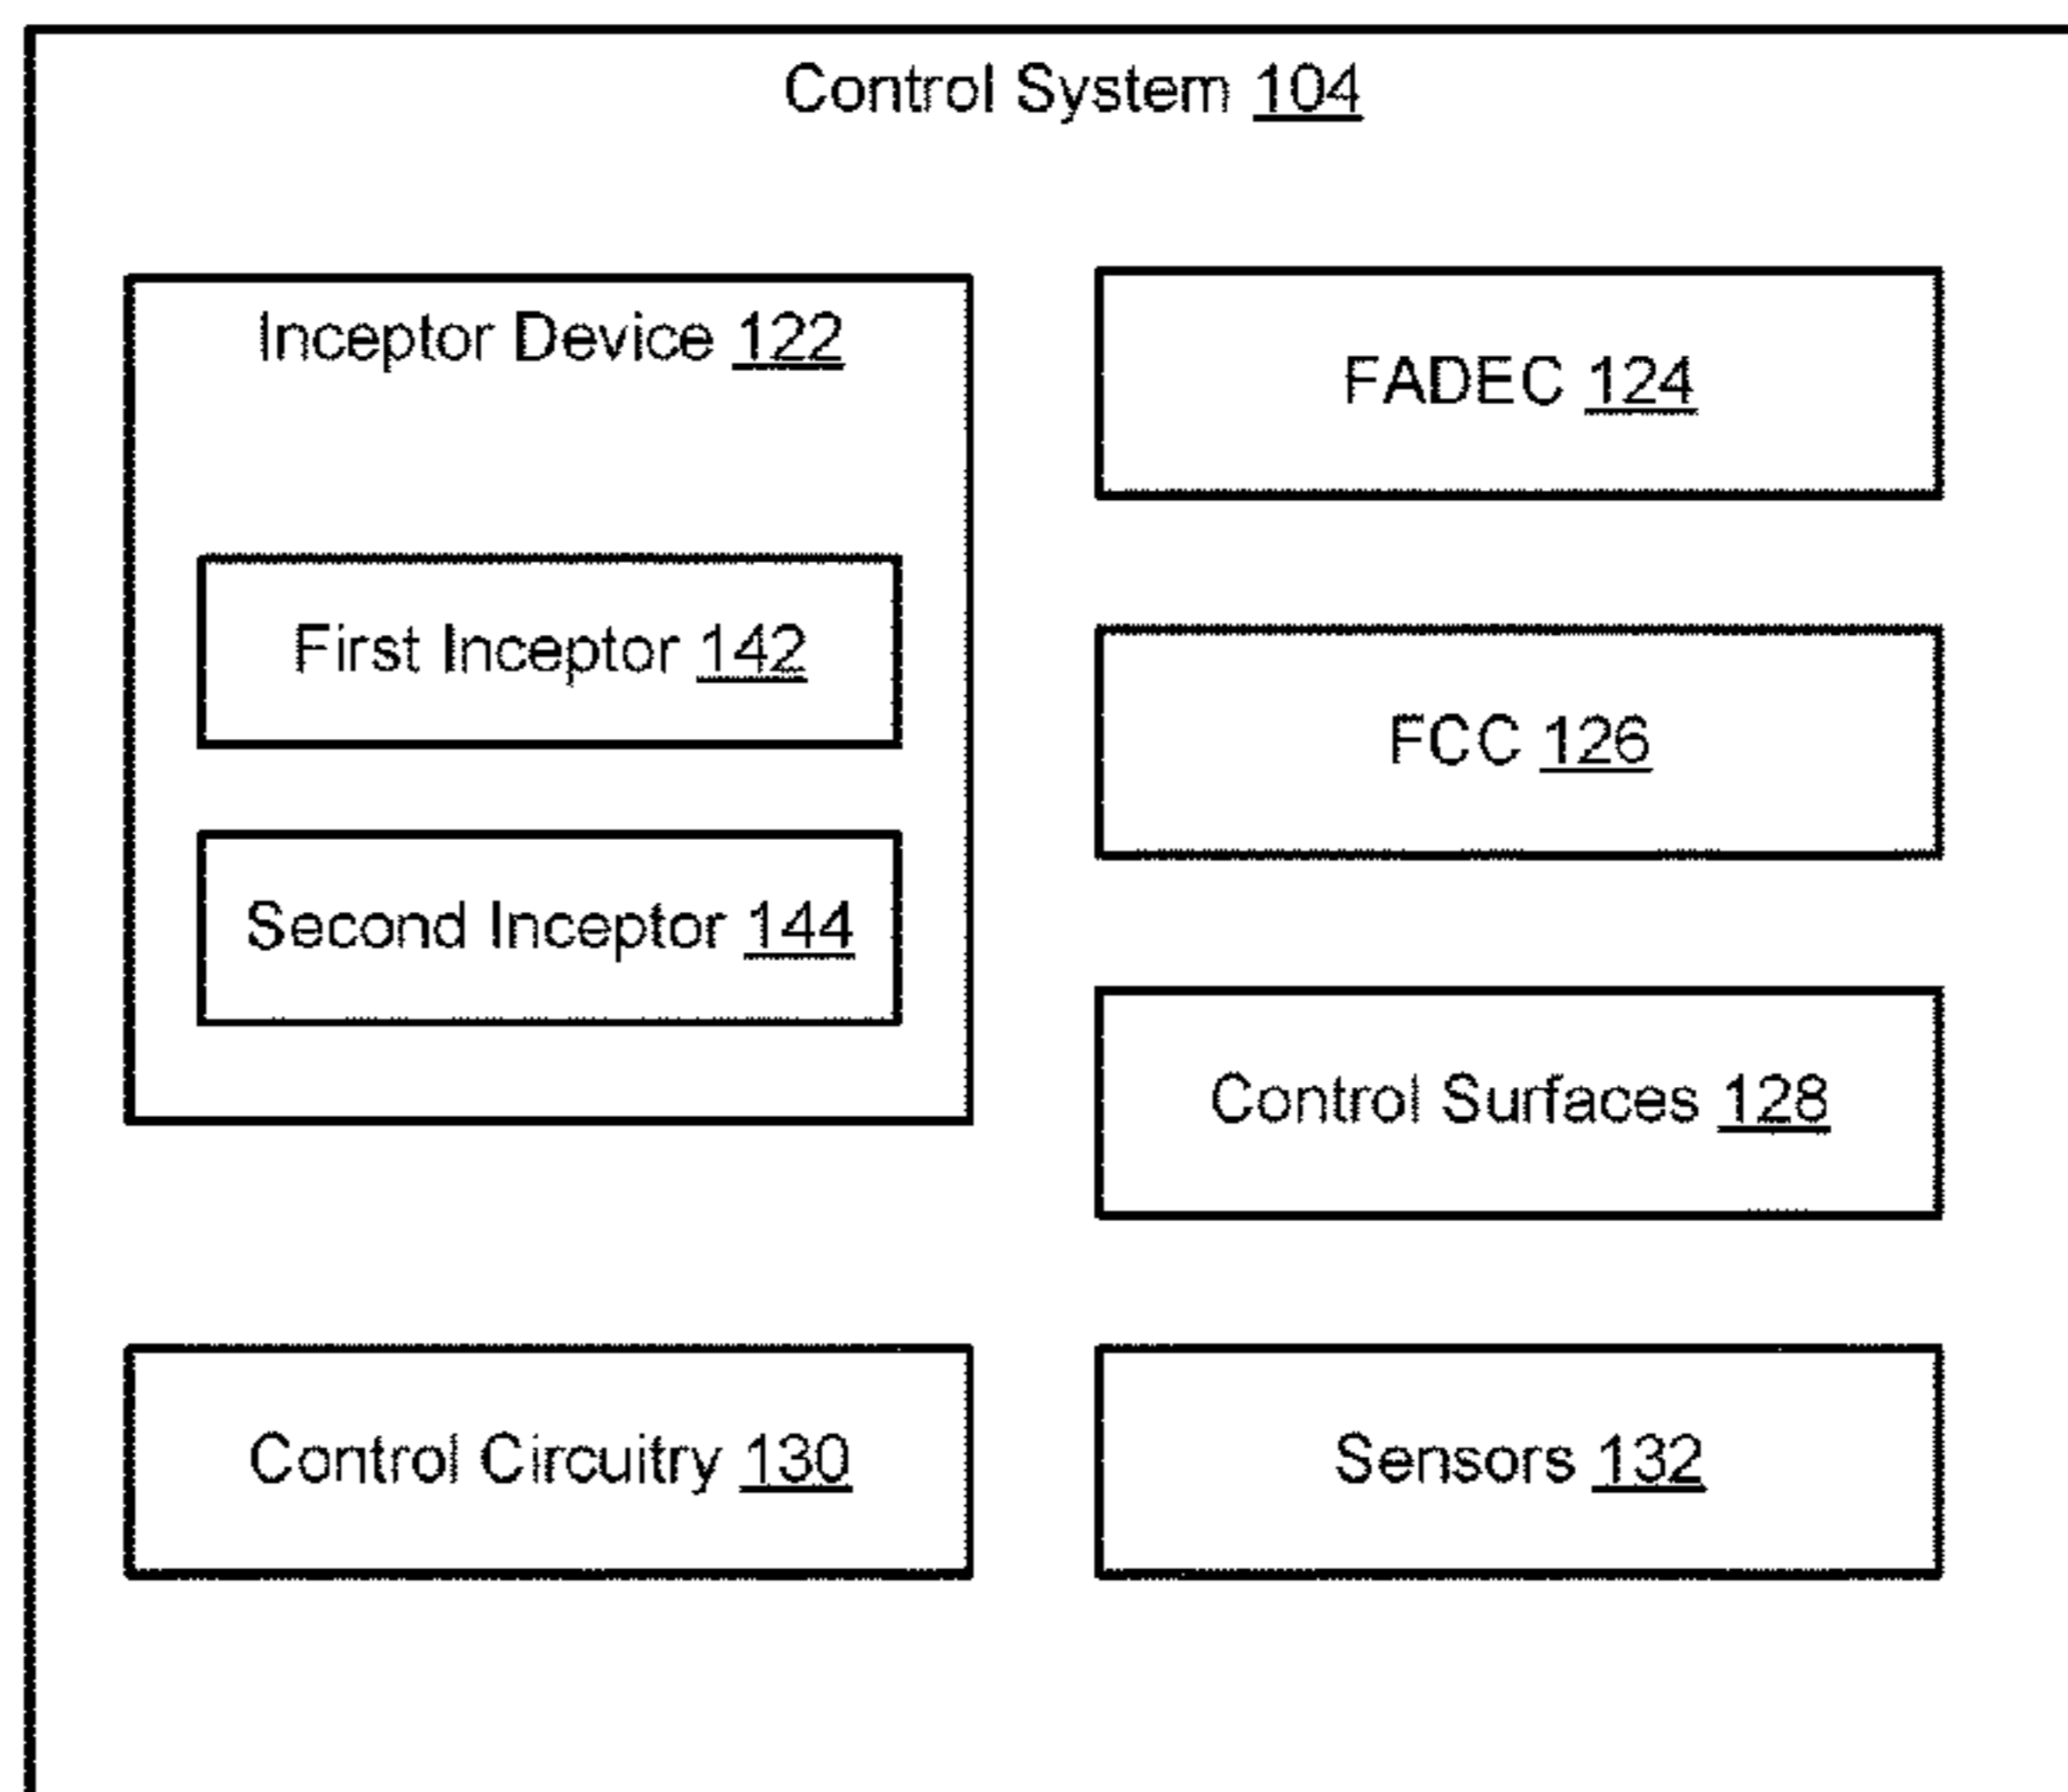 Control System 104
Inceptor Device 122
First Inceptor 142
Second Inceptor 144
FADEC 124
FCC 126
Control Surfaces 128
Control Circuitry 130
Sensors 132